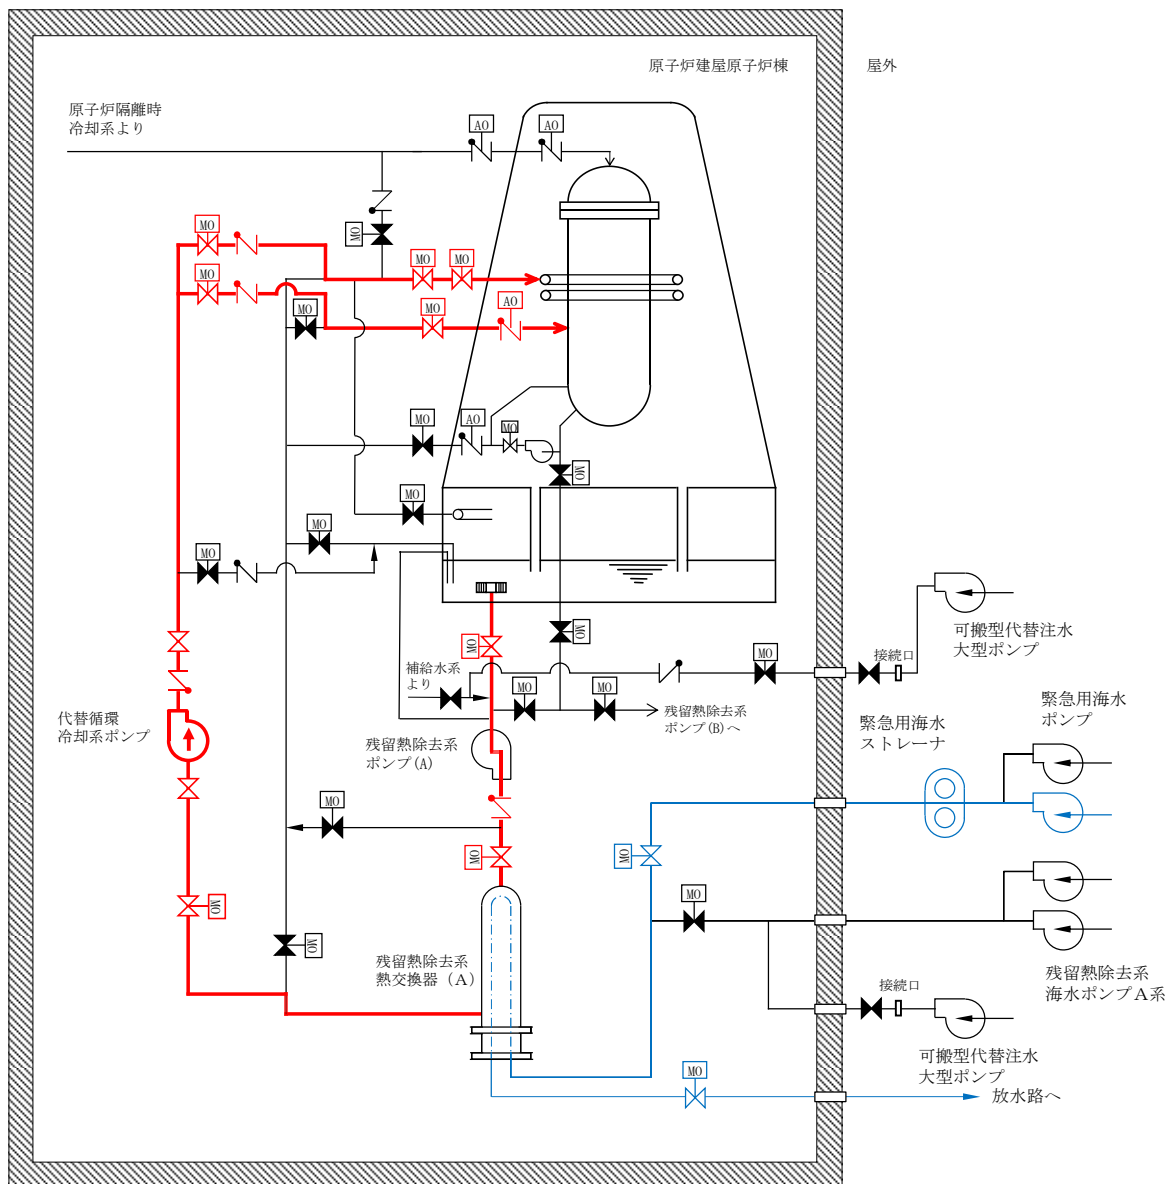 原子炉建屋原子炉棟
屋外
原子炉隔離時
冷却系より
AO
AO
MO
MO
MO
MO
MO
MO
AO
MO
MO
MO
AO
MO
MO
MO
MO
MO
可搬型代替注水
大型ポンプ
接続口
MO
MO
MO
補給水系
より
MO
MO
残留熱除去系
ポンプ(B)へ
代替循環
冷却系ポンプ
残留熱除去系
ポンプ(A)
緊急用海水
ストレーナ
緊急用海水
ポンプ
MO
MO
MO
MO
MO
MO
残留熱除去系
熱交換器（A）
残留熱除去系
海水ポンプA系
接続口
可搬型代替注水
大型ポンプ
MO
放水路へ